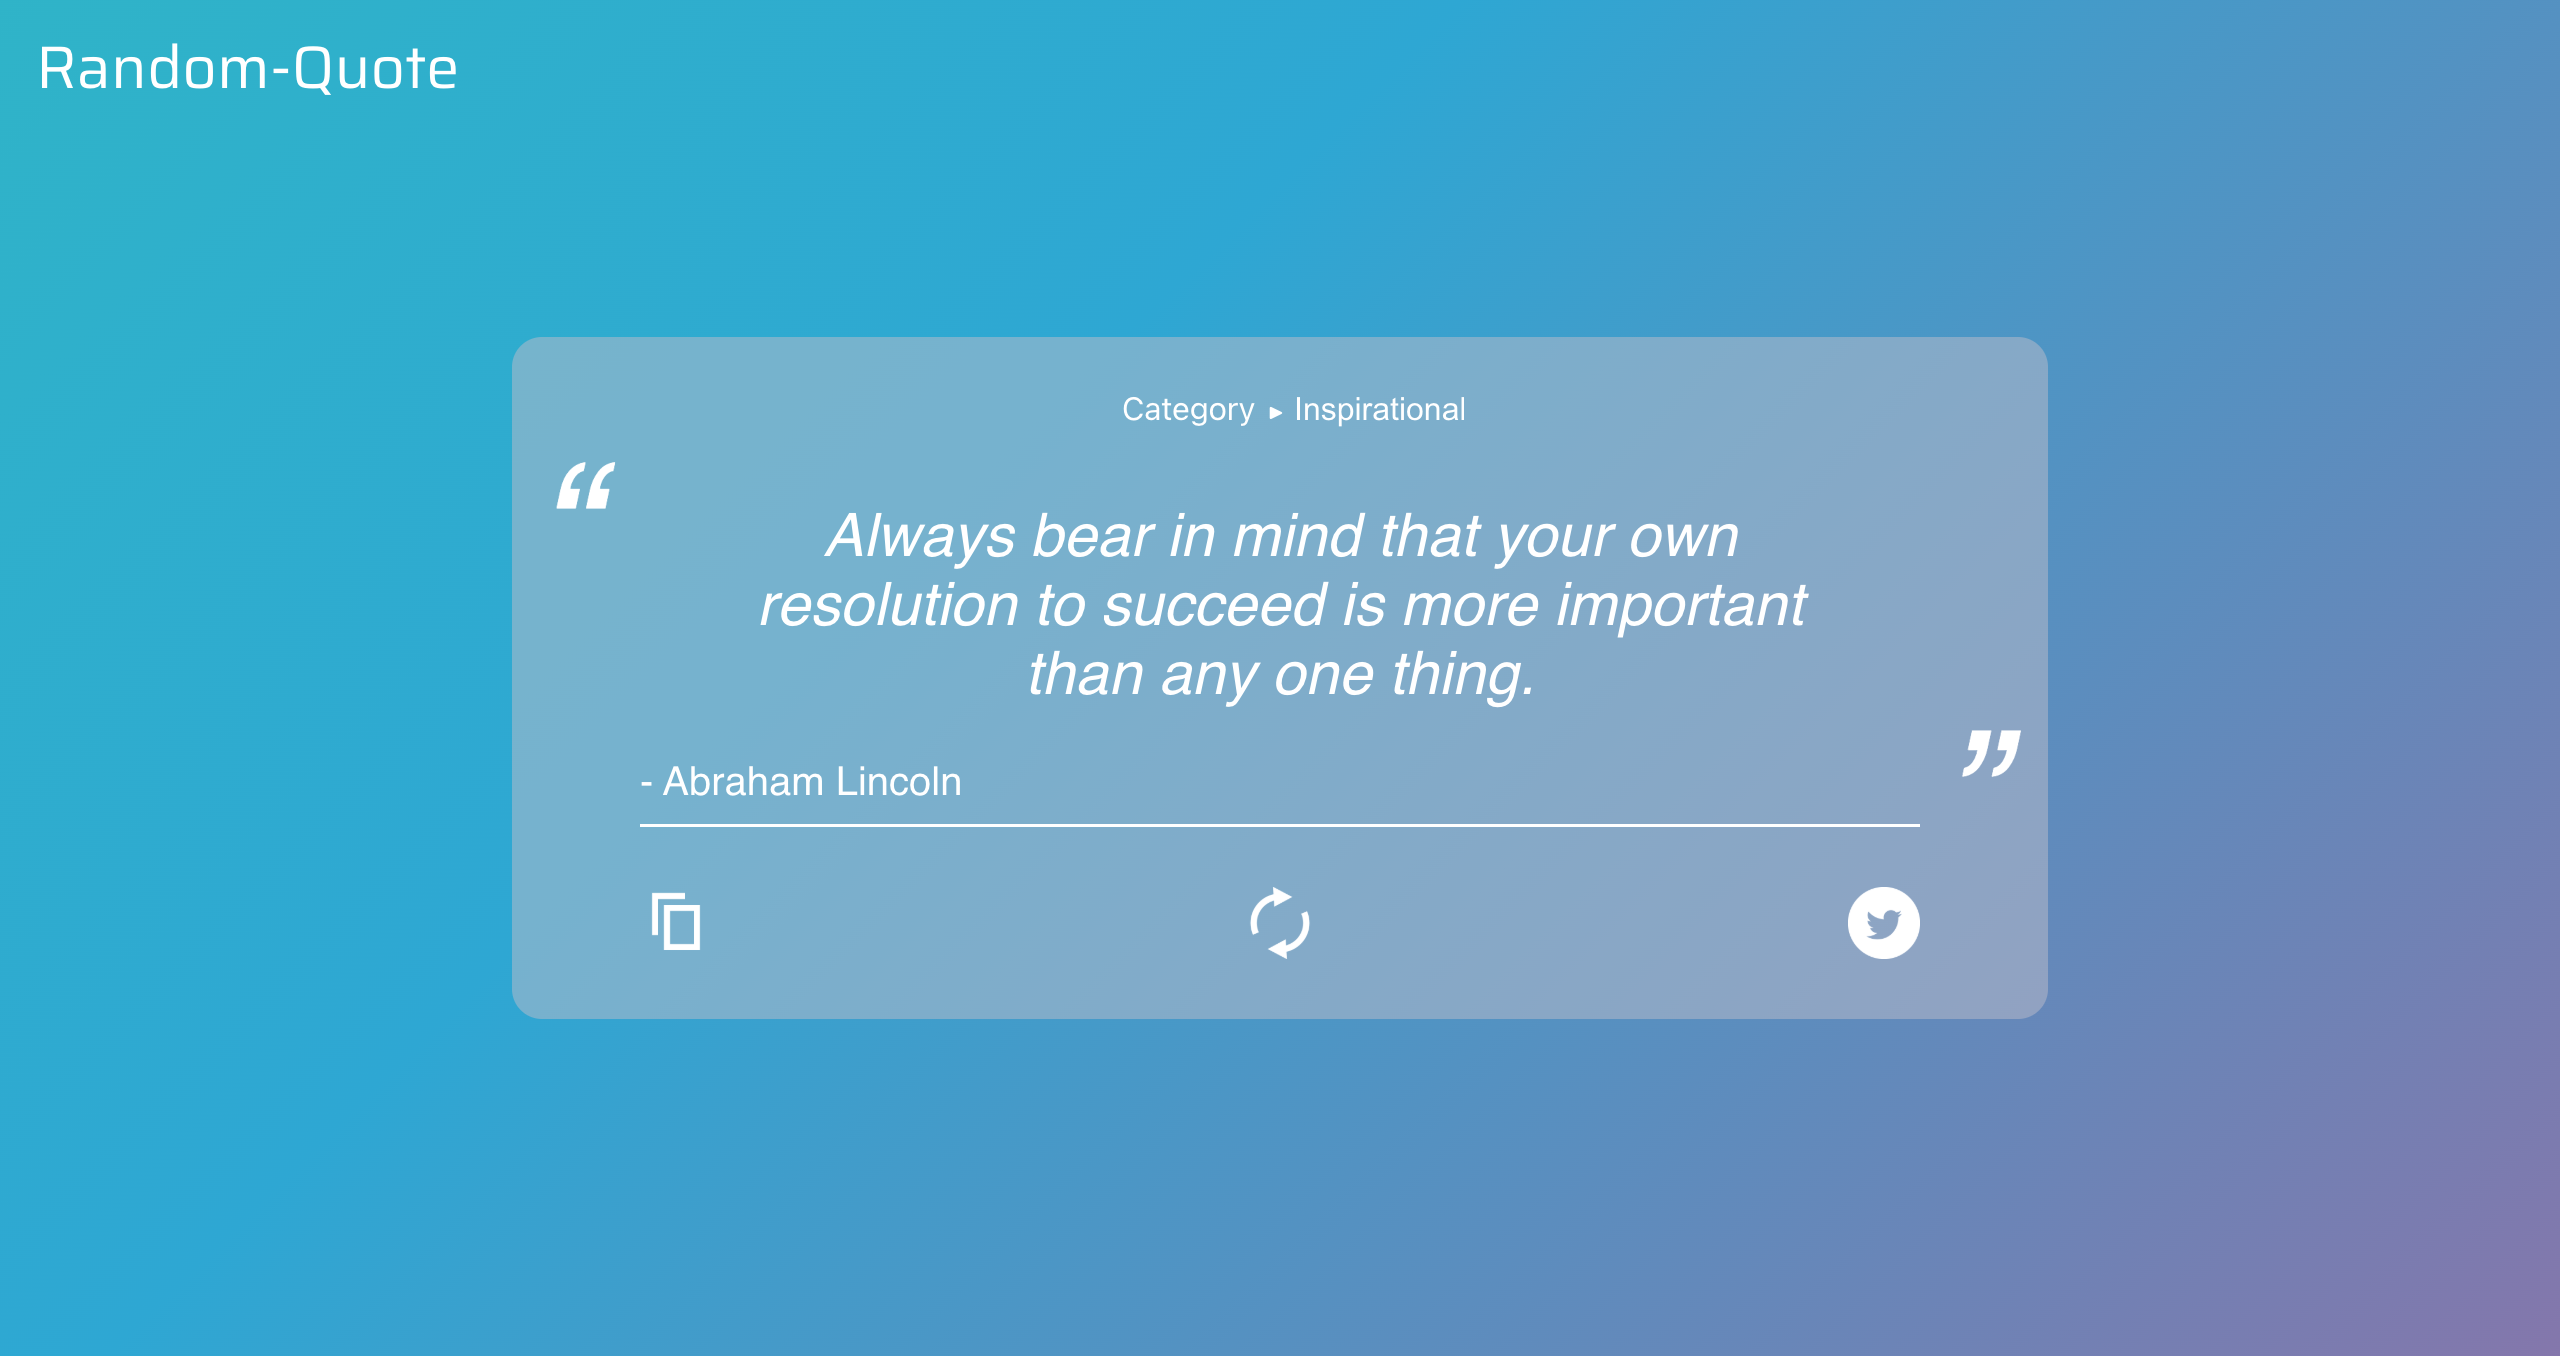 Random-Quote
Category ▸ Inspirational
“
Always bear in mind that your own
resolution to succeed is more important
than any one thing.
”
- Abraham Lincoln